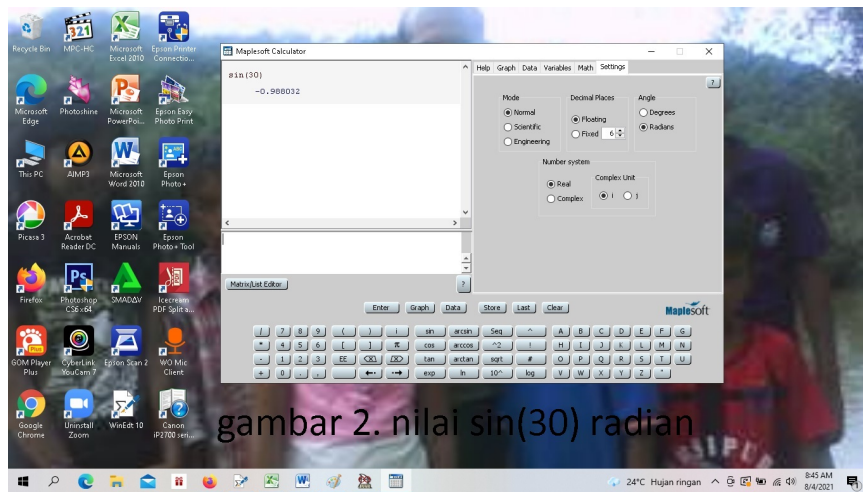 Recycle Bin
MPC-HC
Microsoft Excel 2010
Epson Printer Connectio...
Microsoft Edge
Photoshine
Microsoft PowerPoi...
Epson Easy Photo Print
This PC
AIMP3
Microsoft Word 2010
Epson Photo+
Picasa 3
Acrobat Reader DC
EPSON Manuals
Epson Photo+ Tool
Firefox
Photoshop CS6 x64
SMADAV
Icecream PDF Split a...
GOM Player Plus
CyberLink YouCam 7
Epson Scan 2
WO Mic Client
Google Chrome
Uninstall Zoom
WinEdt 10
Canon iP2700 seri...
Maplesoft Calculator
sin(30)
-0.988032
Matrix/List Editor
?
Help Graph Data Variables Math Settings
?
Mode
Normal
Scientific
Engineering
Decimal Places
Floating
Fixed 6
Angle
Degrees
Radians
Number system
Real
Complex
Complex Unit
i j
Enter Graph Data Store Last Clear
Maplesoft
/ 7 8 9 ( ) i sin arcsin Seq ^ A B C D E F G
* 4 5 6 [ ] π cos arccos ^2 ! H I J K L M N
- 1 2 3 EE tan arctan sqrt # O P Q R S T U
+ 0 . , exp ln 10^ log V W X Y Z
gambar 2. nilai sin(30) radian
24°C Hujan ringan
8:45 AM
8/4/2021